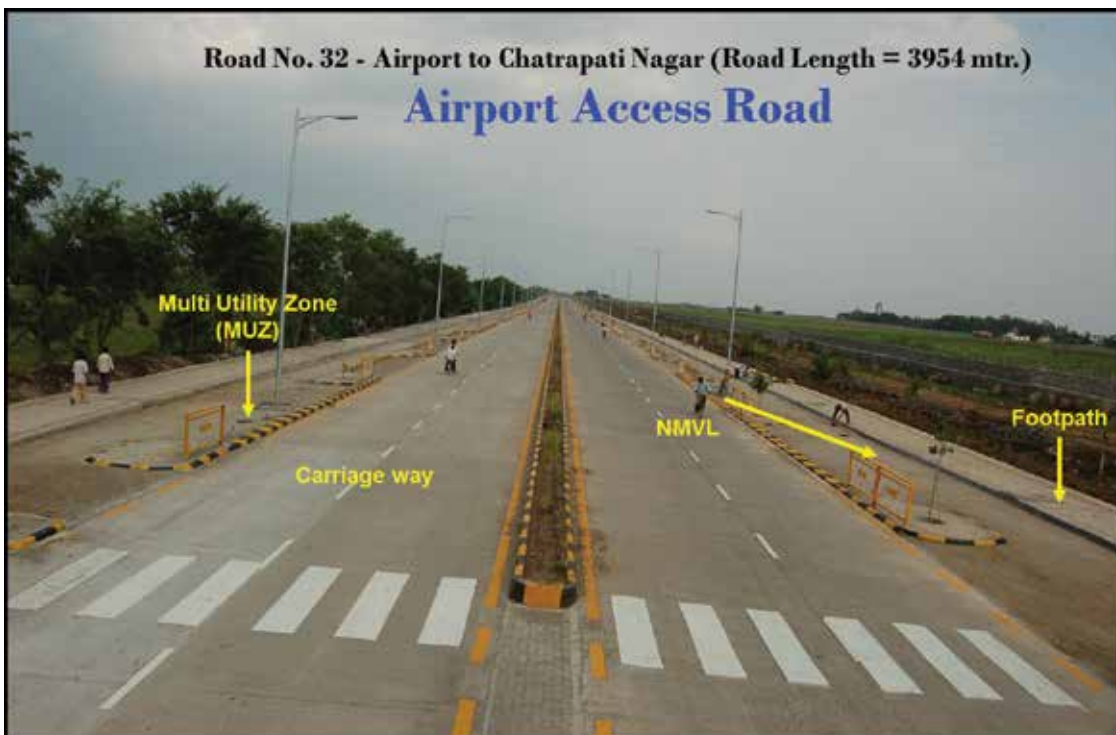 Road No. 32 - Airport to Chatrapati Nagar (Road Length = 3954 mtr.)
Airport Access Road
Multi Utility Zone
(MUZ)
Footpath
NMVL
Carriage way